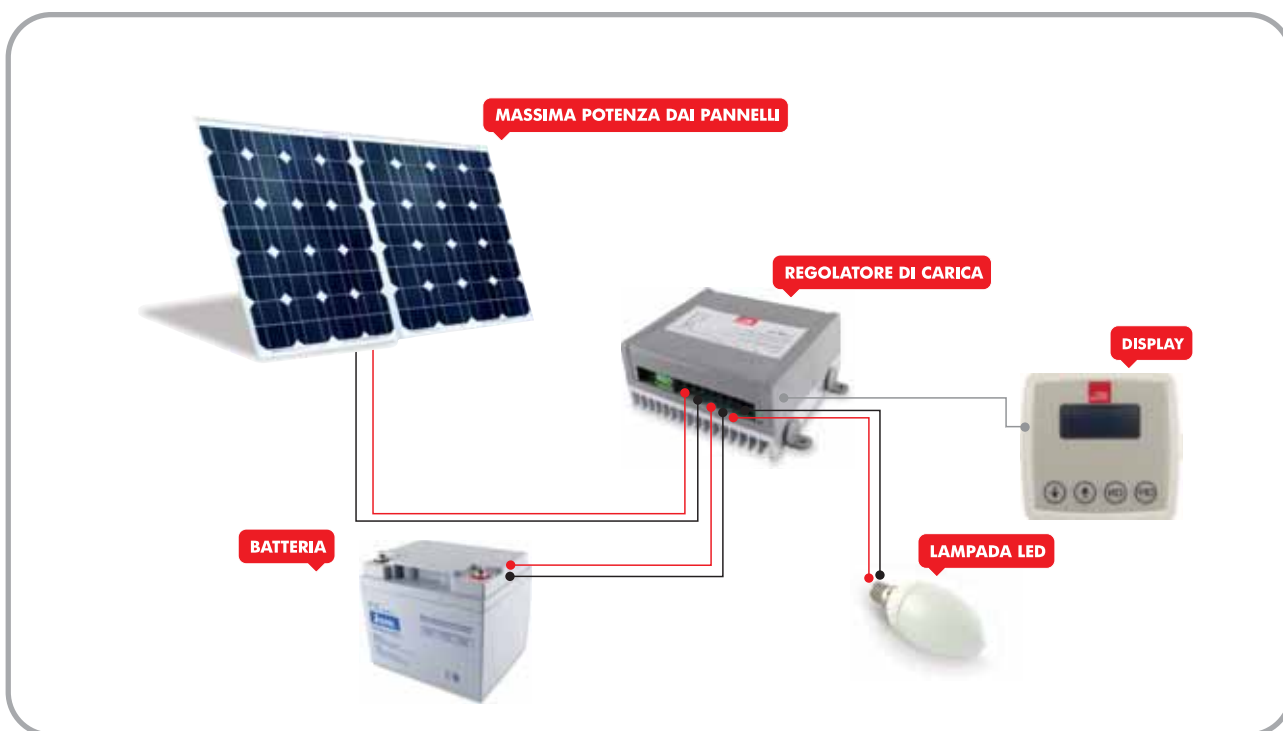 MASSIMA POTENZA DAI PANNELLI
REGOLATORE DI CARICA
DISPLAY
BATTERIA
LAMPADA LED